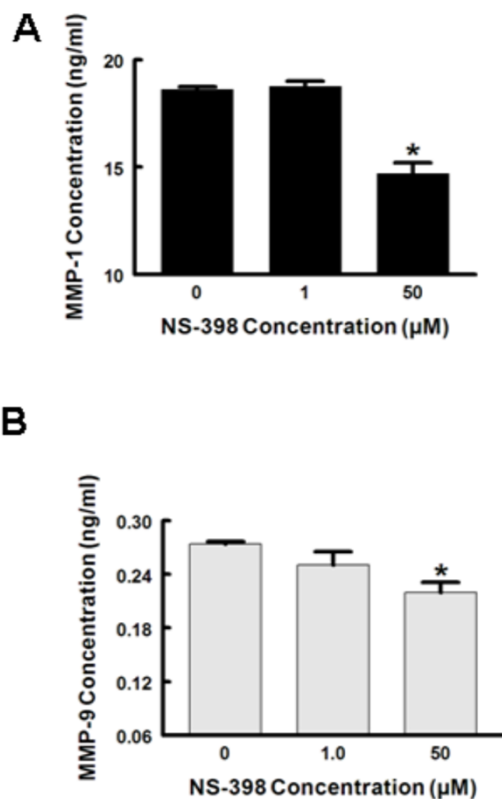 A
MMP-1 Concentration (ng/ml)
20
15
10
*
0 1 50
NS-398 Concentration (µM)
B
MMP-9 Concentration (ng/ml)
0.30
0.24
0.18
0.12
0.06
*
0 1.0 50
NS-398 Concentration (µM)